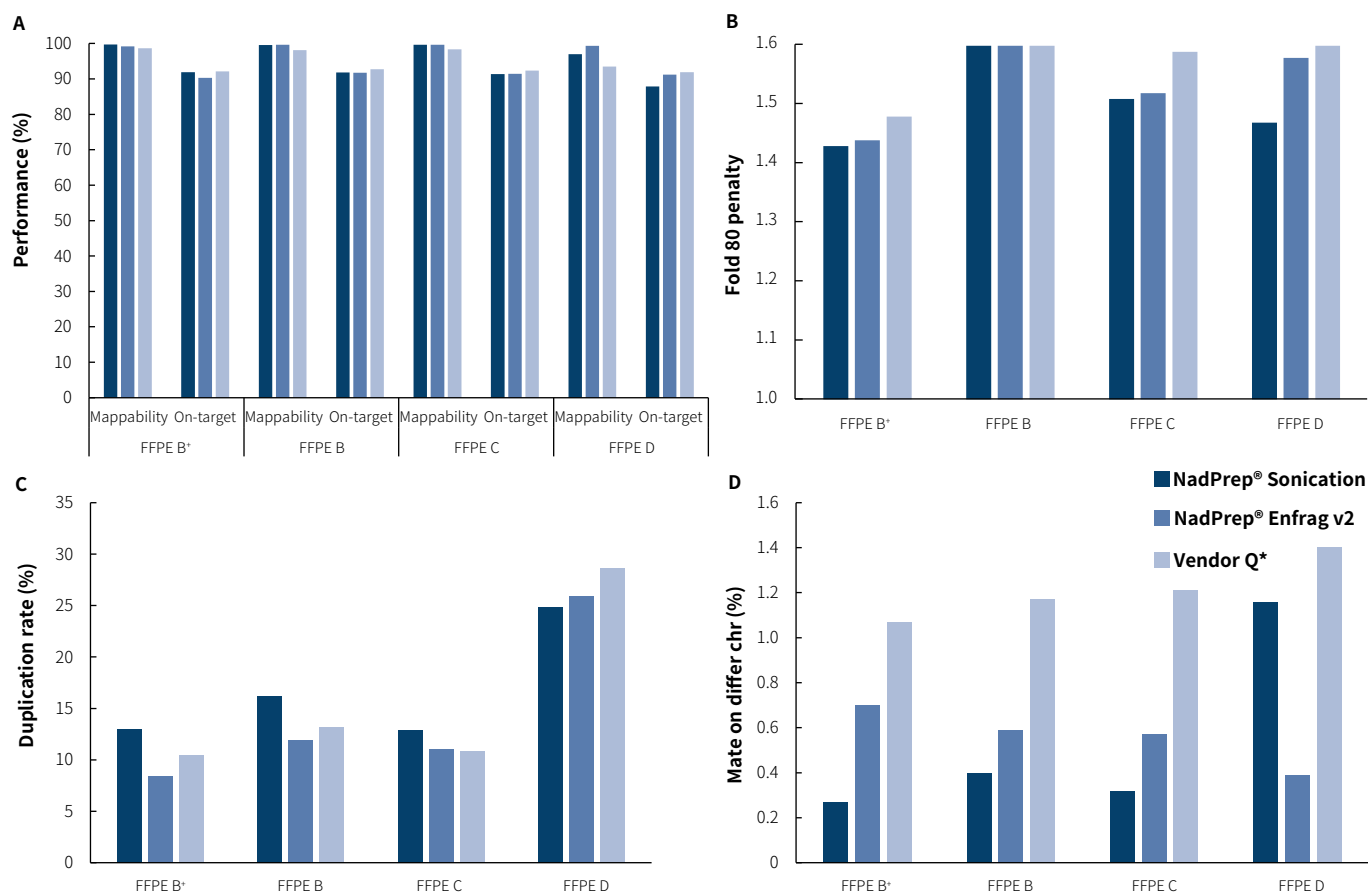 A
Performance (%)
100
90
80
70
60
50
40
30
20
10
0
Mappability On-target Mappability On-target Mappability On-target Mappability On-target
FFPE B⁺ FFPE B FFPE C FFPE D
B
Fold 80 penalty
1.6
1.5
1.4
1.3
1.2
1.1
1.0
FFPE B⁺ FFPE B FFPE C FFPE D
C
Duplication rate (%)
35
30
25
20
15
10
5
0
FFPE B⁺ FFPE B FFPE C FFPE D
D
Mate on differ chr (%)
1.6
1.4
1.2
1.0
0.8
0.6
0.4
0.2
0
NadPrep® Sonication
NadPrep® Enfrag v2
Vendor Q*
FFPE B⁺ FFPE B FFPE C FFPE D